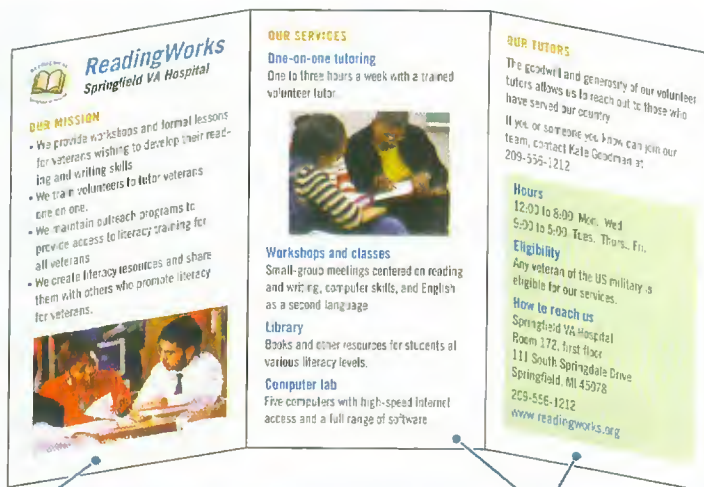 ReadingWorks
Springfield VA Hospital
OUR MISSION
• We provide workshops and formal lessons
for veterans wishing to develop their read-
ing and writing skills
• We train volunteers to tutor veterans
one on one.
• We maintain outreach programs to
provide access to literacy training for
all veterans
• We create literacy resources and share
them with others who promote literacy
for veterans.
OUR SERVICES
One-on-one tutoring
One to three hours a week with a trained
volunteer tutor.
Workshops and classes
Small-group meetings centered on reading
and writing, computer skills, and English
as a second language
Library
Books and other resources for students at
various literacy levels.
Computer lab
Five computers with high-speed internet
access and a full range of software
OUR TUTORS
The goodwill and generosity of our volunteer
tutors allows us to reach out to those who
have served our country
If you or someone you know can join our
team, contact Kate Goodman at
209-556-1212
Hours
12:00 to 8:00 Mon, Wed
9:00 to 5:00 Tues., Thurs., Fri.
Eligibility
Any veteran of the US military is
eligible for our services.
How to reach us
Springfield VA Hospital
Room 172, first floor
111 South Springdale Drive
Springfield, MI 45078
209-556-1212
www.readingworks.org